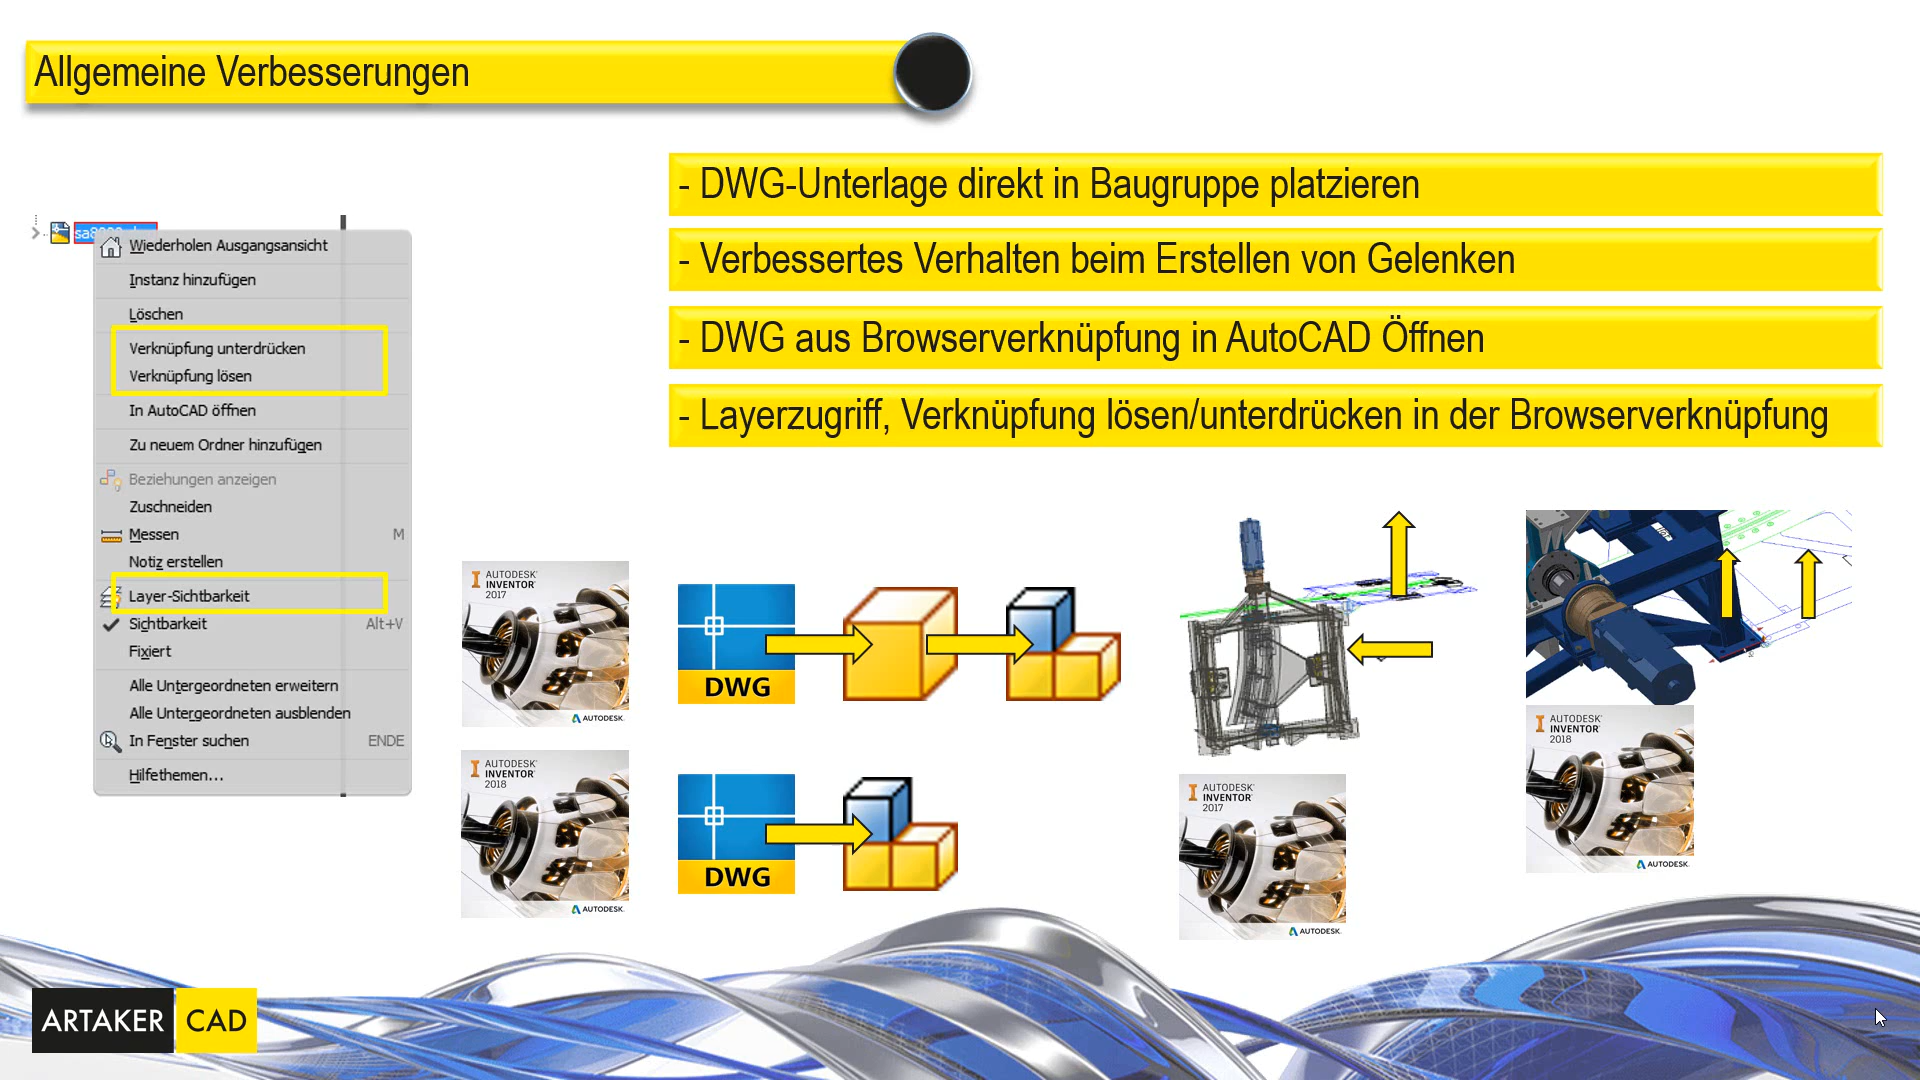 Allgemeine Verbesserungen
- DWG-Unterlage direkt in Baugruppe platzieren
- Verbessertes Verhalten beim Erstellen von Gelenken
- DWG aus Browserverknüpfung in AutoCAD Öffnen
- Layerzugriff, Verknüpfung lösen/unterdrücken in der Browserverknüpfung
Wiederholen Ausgangsansicht
Instanz hinzufügen
Löschen
Verknüpfung unterdrücken
Verknüpfung lösen
In AutoCAD öffnen
Zu neuem Ordner hinzufügen
Beziehungen anzeigen
Zuschneiden
Messen M
Notiz erstellen
Layer-Sichtbarkeit
Sichtbarkeit Alt+V
Fixiert
Alle Untergeordneten erweitern
Alle Untergeordneten ausblenden
In Fenster suchen ENDE
Hilfethemen...
AUTODESK
INVENTOR
2017
AUTODESK
DWG
AUTODESK
INVENTOR
2018
AUTODESK
DWG
AUTODESK
INVENTOR
2017
AUTODESK
AUTODESK
INVENTOR
2018
AUTODESK
ARTAKER CAD